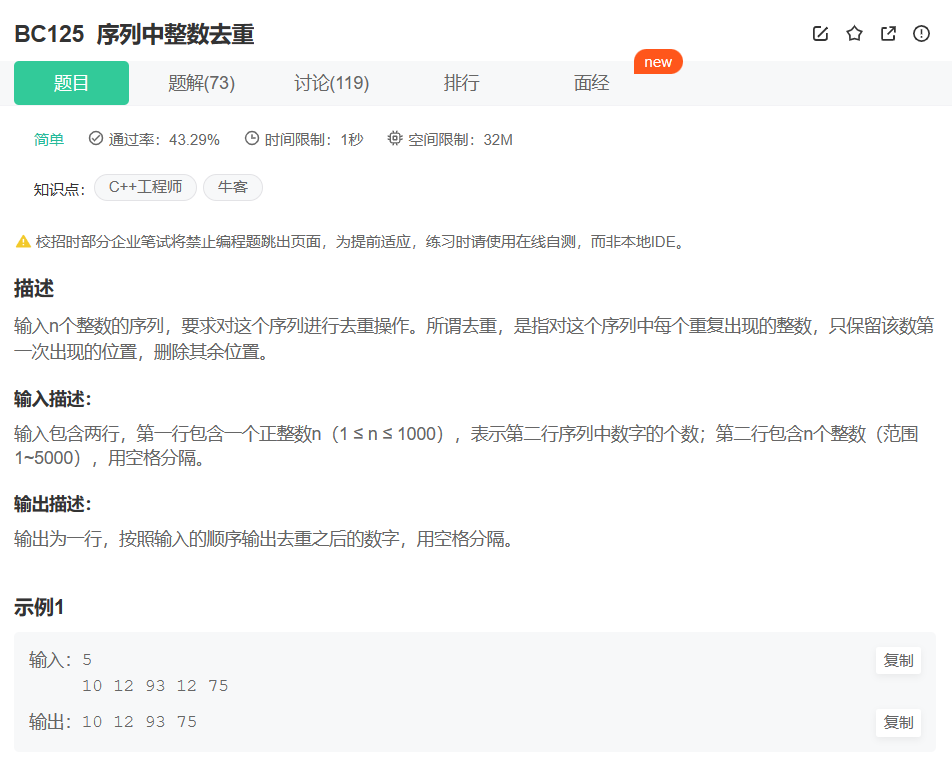 BC125 序列中整数去重
题目 题解(73) 讨论(119) 排行 面经 new
简单 通过率：43.29% 时间限制：1秒 空间限制：32M
知识点： C++工程师 牛客
校招时部分企业笔试将禁止编程题跳出页面，为提前适应，练习时请使用在线自测，而非本地IDE。
描述
输入n个整数的序列，要求对这个序列进行去重操作。所谓去重，是指对这个序列中每个重复出现的整数，只保留该数第
一次出现的位置，删除其余位置。
输入描述：
输入包含两行，第一行包含一个正整数n（1 ≤ n ≤ 1000），表示第二行序列中数字的个数；第二行包含n个整数（范围
1~5000），用空格分隔。
输出描述：
输出为一行，按照输入的顺序输出去重之后的数字，用空格分隔。
示例1
输入：5 复制
10 12 93 12 75
输出：10 12 93 75 复制